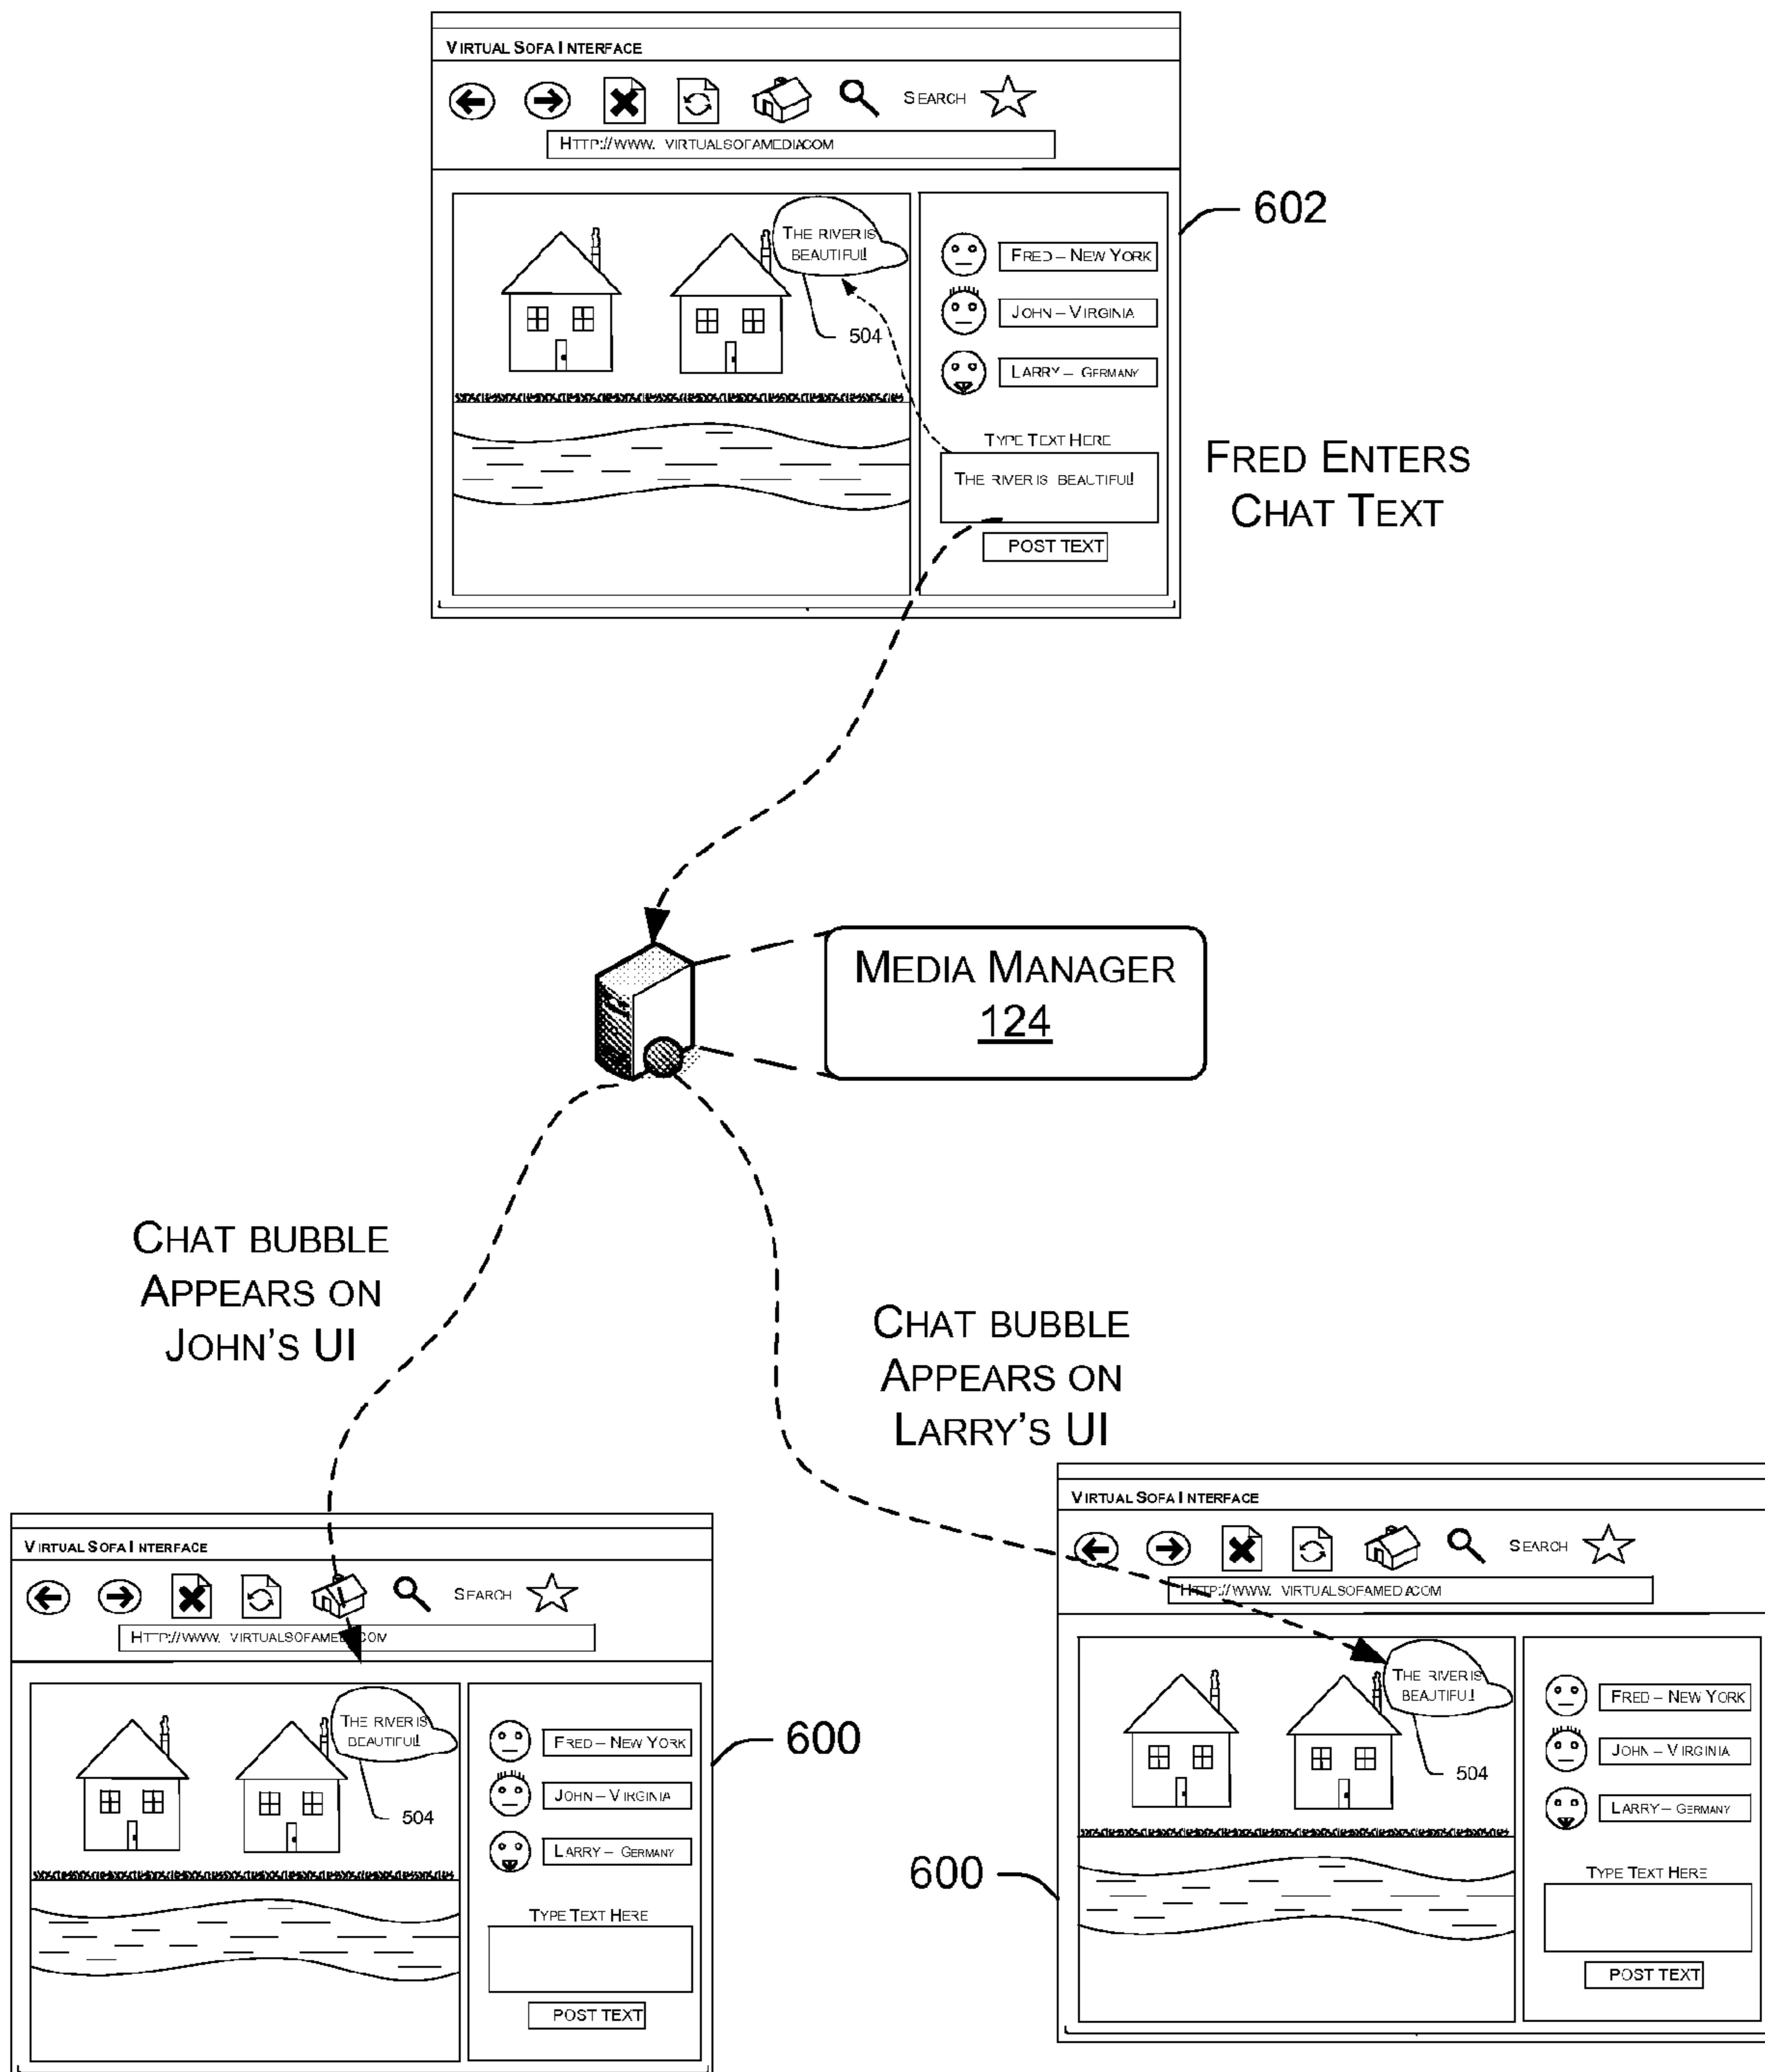 VIRTUAL SOFA INTERFACE
SEARCH
HTTP://WWW. VIRTUALSOFAMEDIA.COM
THE RIVER IS
BEAUTIFUL!
504
FRED – NEW YORK
JOHN – VIRGINIA
LARRY – GERMANY
TYPE TEXT HERE
THE RIVER IS BEAUTIFUL!
POST TEXT
602
FRED ENTERS
CHAT TEXT
MEDIA MANAGER
124
CHAT BUBBLE
APPEARS ON
JOHN'S UI
CHAT BUBBLE
APPEARS ON
LARRY'S UI
VIRTUAL SOFA INTERFACE
SEARCH
HTTP://WWW. VIRTUALSOFAMEDIA.COM
THE RIVER IS
BEAUTIFUL!
504
FRED – NEW YORK
JOHN – VIRGINIA
LARRY – GERMANY
TYPE TEXT HERE
POST TEXT
600
VIRTUAL SOFA INTERFACE
SEARCH
HTTP://WWW. VIRTUALSOFAMEDIA.COM
THE RIVER IS
BEAUTIFUL!
504
FRED – NEW YORK
JOHN – VIRGINIA
LARRY – GERMANY
TYPE TEXT HERE
POST TEXT
600